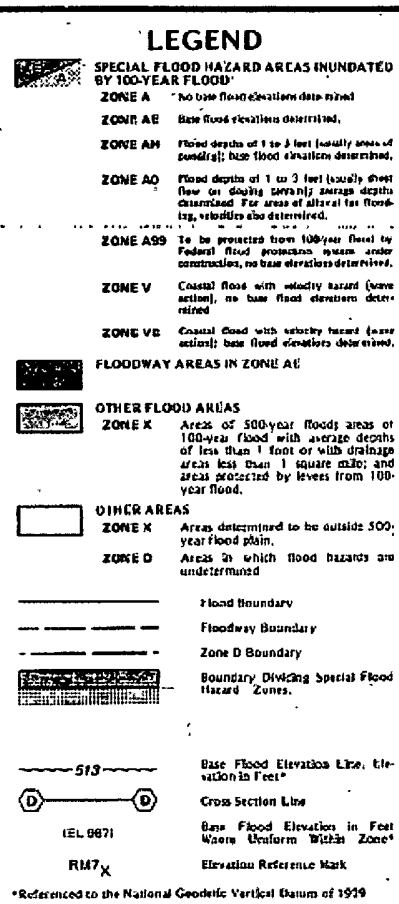 LEGEND
SPECIAL FLOOD HAZARD AREAS INUNDATED
BY 100-YEAR FLOOD
ZONE A No base flood elevations determined
ZONE AE Base flood elevations determined.
ZONE AH Flood depths of 1 to 3 feet (usually areas of
ponding); base flood elevations determined.
ZONE AO Flood depths of 1 to 3 feet (usually sheet
flow on sloping terrain); average depths
determined. For areas of alluvial fan flood-
ing, velocities also determined.
ZONE A99 To be protected from 100-year flood by
Federal flood protection system under
construction, no base elevations determined.
ZONE V Coastal flood with velocity hazard (wave
action), no base flood elevations deter-
mined
ZONE VE Coastal flood with velocity hazard (wave
action); base flood elevations determined.
FLOODWAY AREAS IN ZONE AE
OTHER FLOOD AREAS
ZONE X Areas of 500-year flood; areas of
100-year flood with average depths
of less than 1 foot or with drainage
areas less than 1 square mile; and
areas protected by levees from 100-
year flood.
OTHER AREAS
ZONE X Areas determined to be outside 500-
year flood plain.
ZONE D Areas in which flood hazards are
undetermined
Flood Boundary
Floodway Boundary
Zone D Boundary
Boundary Dividing Special Flood
Hazard Zones.
513 Base Flood Elevation Line, Ele-
vation in Feet*
D D Cross Section Line
(EL 987) Base Flood Elevation in Feet
Where Uniform Within Zone*
RM7X Elevation Reference Mark
*Referenced to the National Geodetic Vertical Datum of 1929